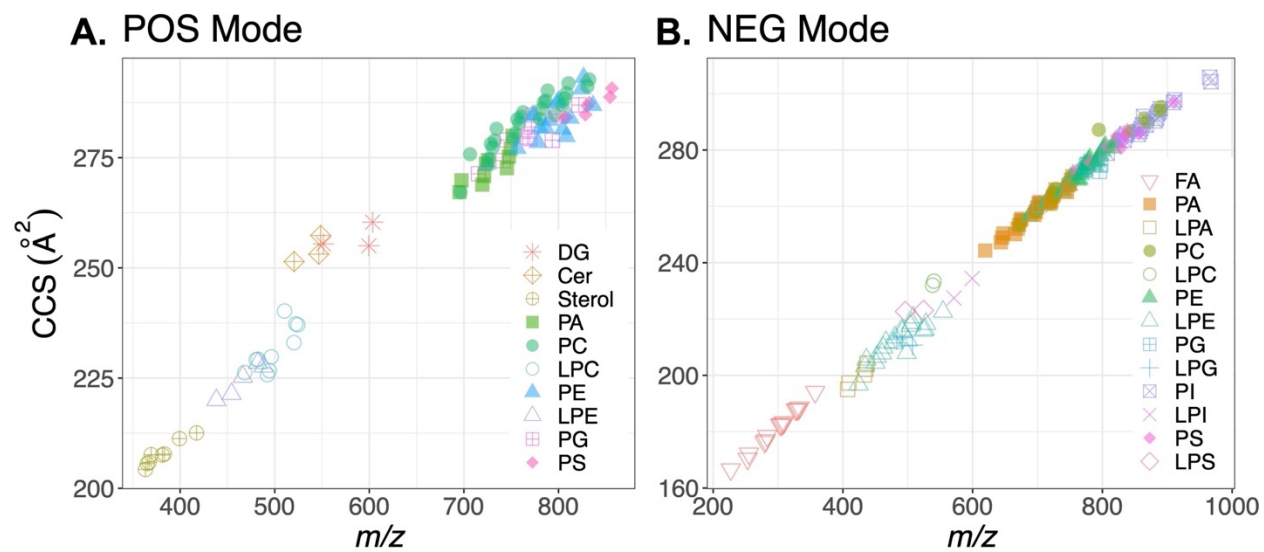 A. POS Mode
CCS (Å²)
275
250
225
200
400 500 600 700 800
m/z
DG
Cer
Sterol
PA
PC
LPC
PE
LPE
PG
PS
B. NEG Mode
280
240
200
160
200 400 600 800 1000
m/z
FA
PA
LPA
PC
LPC
PE
LPE
PG
LPG
PI
LPI
PS
LPS